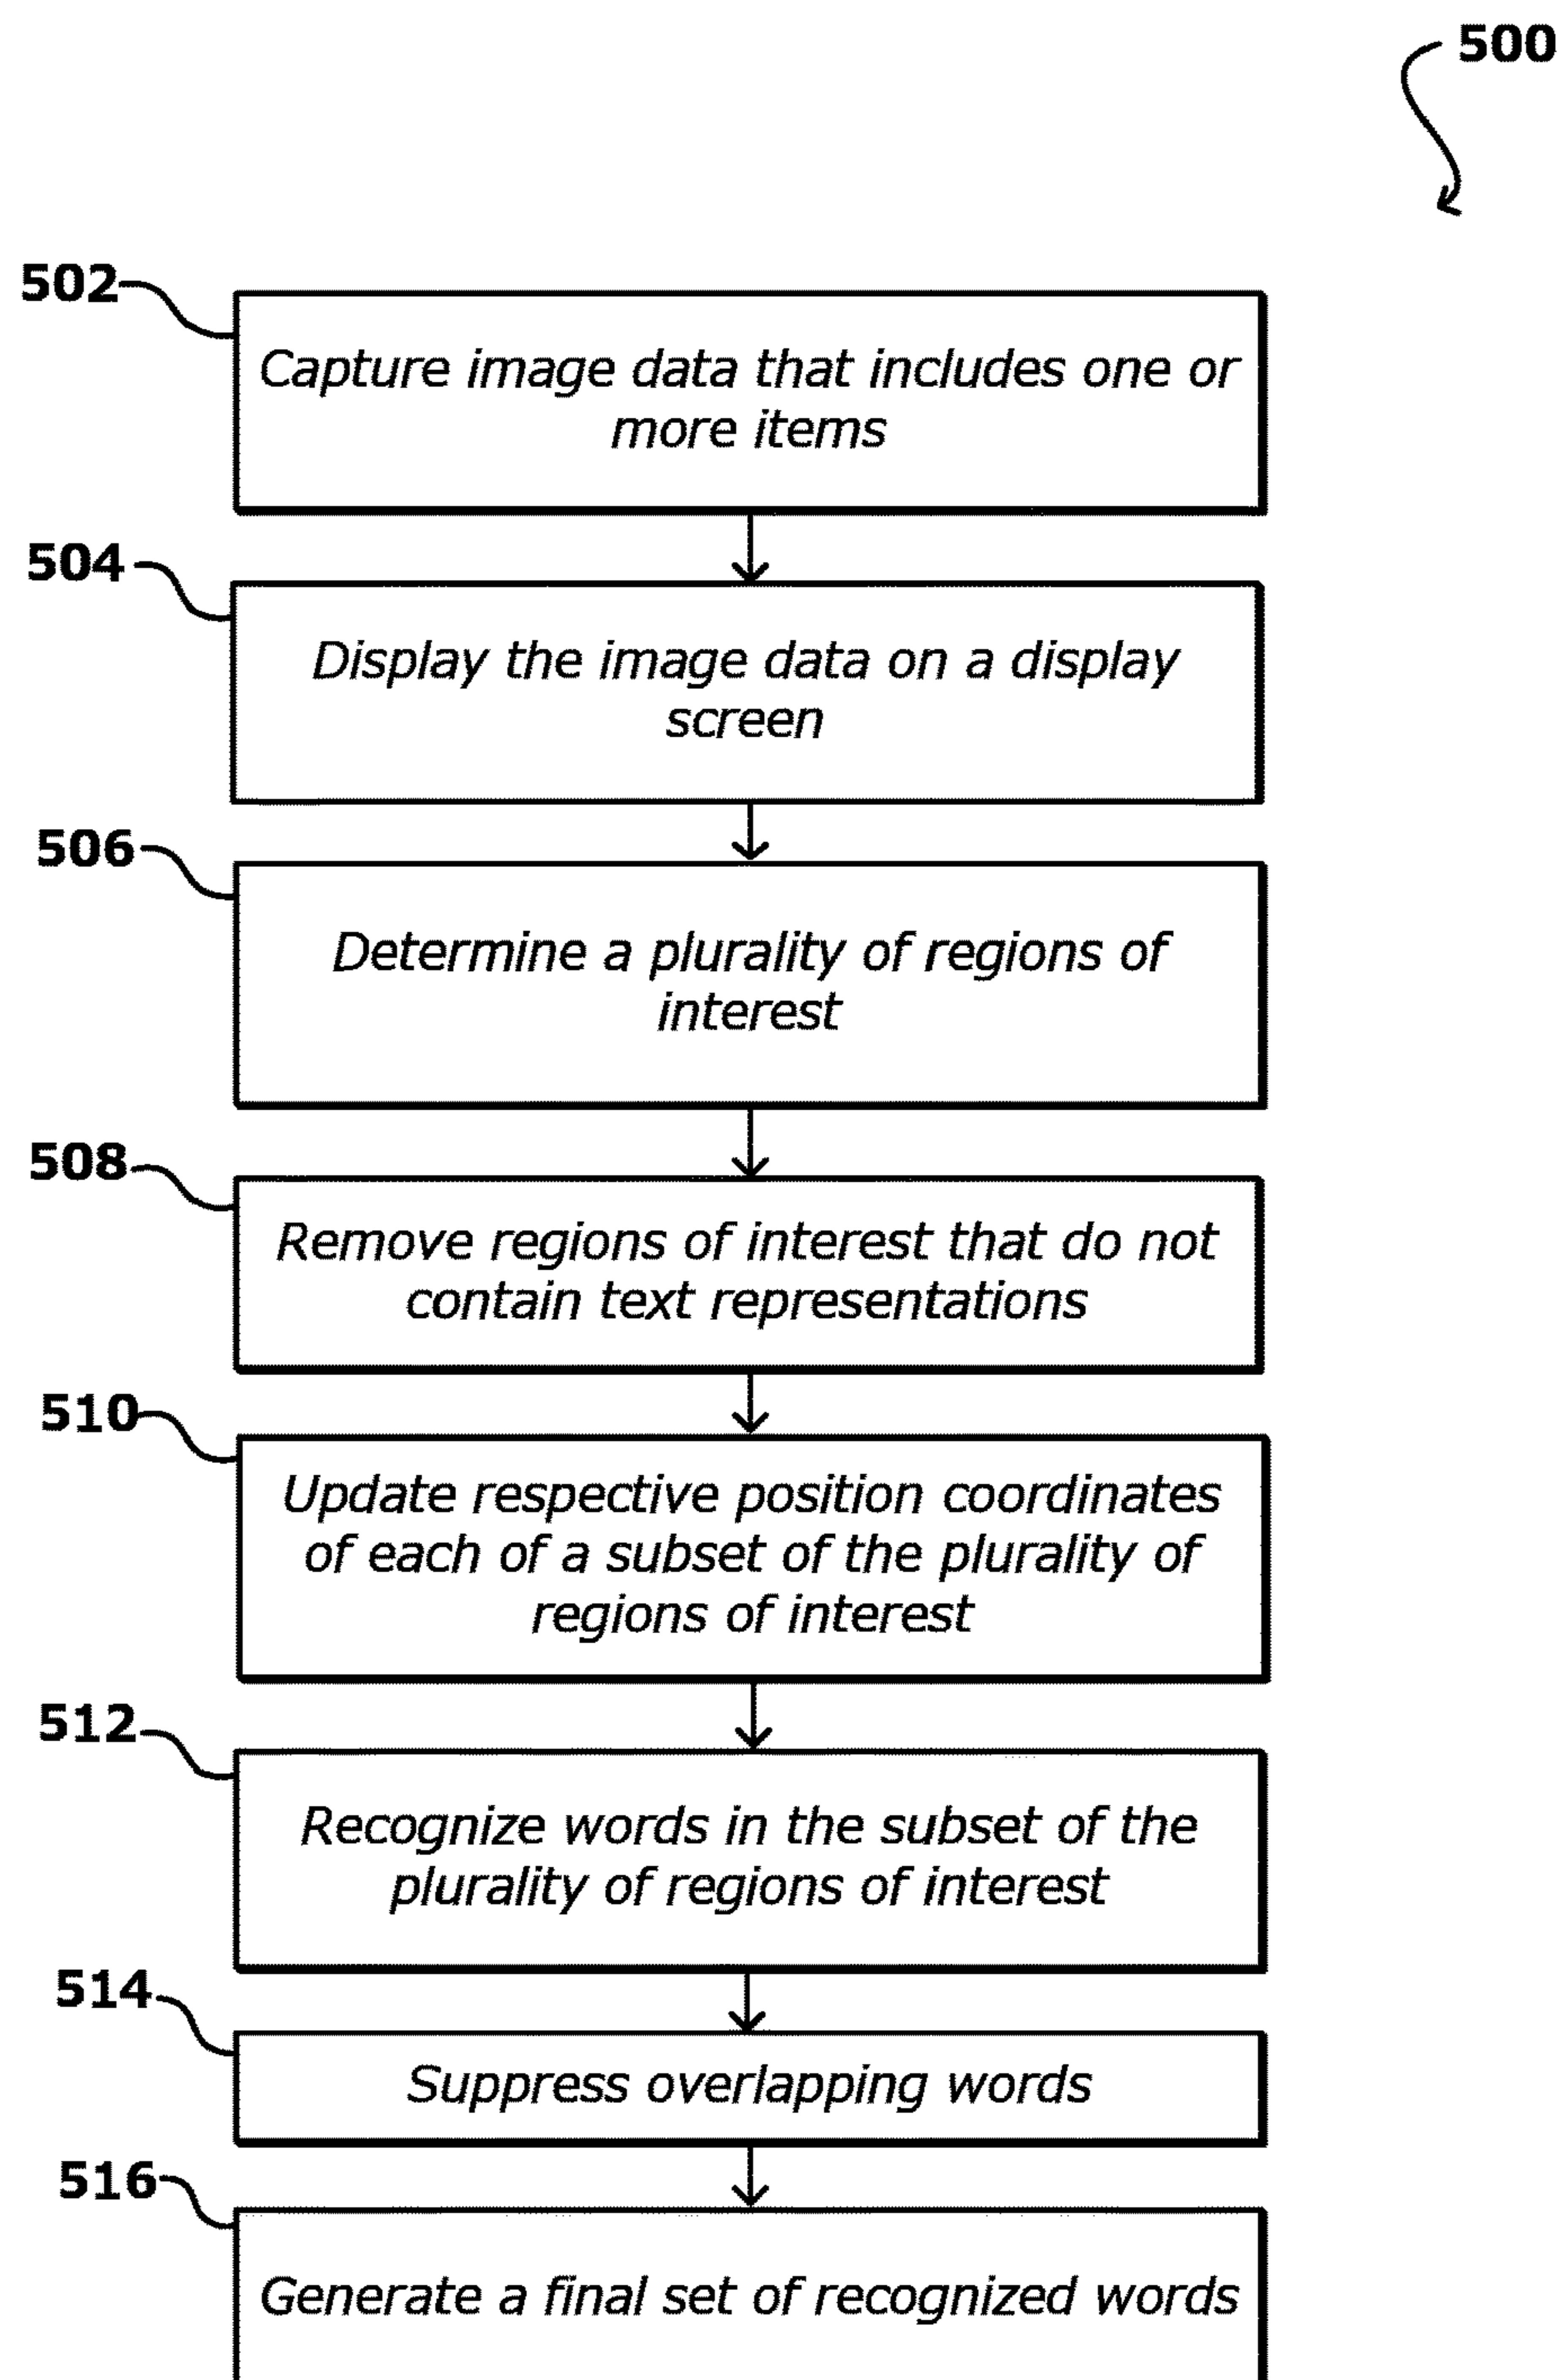 500
502
Capture image data that includes one or
more items
504
Display the image data on a display
screen
506
Determine a plurality of regions of
interest
508
Remove regions of interest that do not
contain text representations
510
Update respective position coordinates
of each of a subset of the plurality of
regions of interest
512
Recognize words in the subset of the
plurality of regions of interest
514
Suppress overlapping words
516
Generate a final set of recognized words